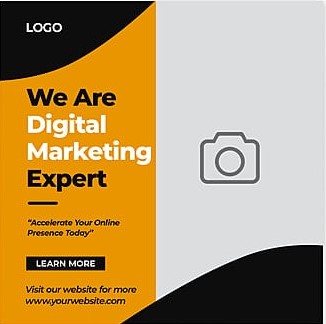 LOGO
We Are
Digital
Marketing
Expert
“Accelerate Your Online
Presence Today”
LEARN MORE
Visit our website for more
www.yourwebsite.com